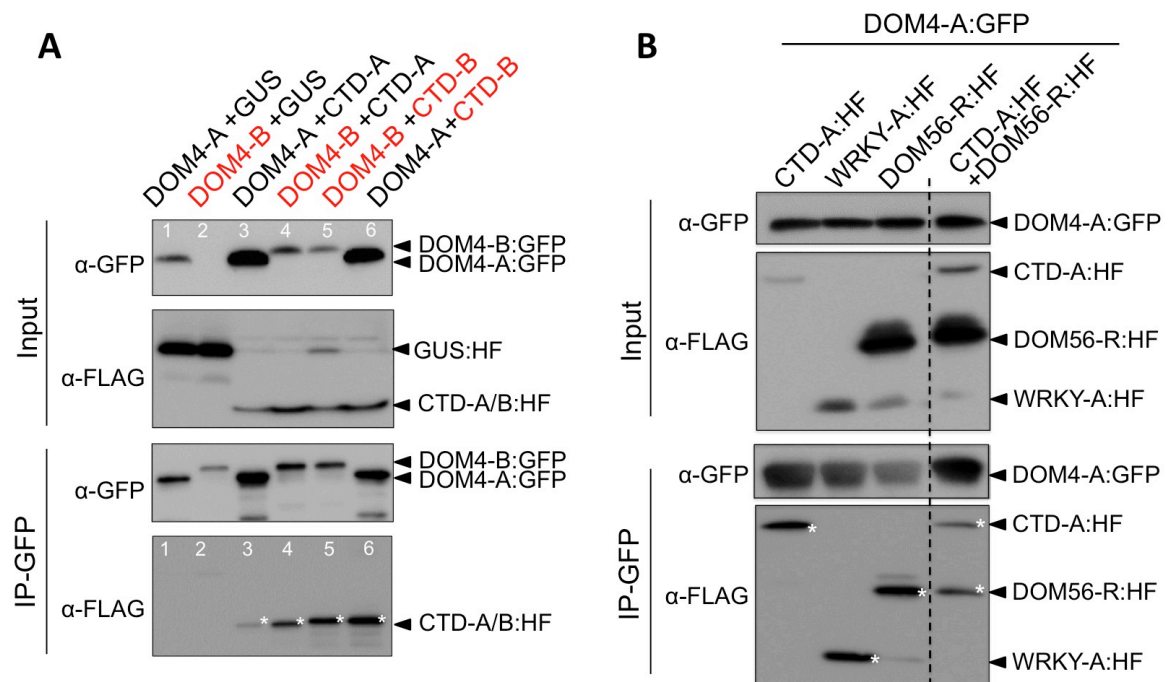 A
DOM4-A +GUS
DOM4-B +GUS
DOM4-A +CTD-A
DOM4-B +CTD-A
DOM4-B +CTD-B
DOM4-A+CTD-B
Input
α-GFP
1 2 3 4 5 6
DOM4-B:GFP
DOM4-A:GFP
α-FLAG
GUS:HF
CTD-A/B:HF
IP-GFP
α-GFP
DOM4-B:GFP
DOM4-A:GFP
α-FLAG
1 2 3 4 5 6
* * * *
CTD-A/B:HF
B
DOM4-A:GFP
CTD-A:HF
WRKY-A:HF
DOM56-R:HF
CTD-A:HF
+DOM56-R:HF
Input
α-GFP
DOM4-A:GFP
α-FLAG
CTD-A:HF
DOM56-R:HF
WRKY-A:HF
IP-GFP
α-GFP
DOM4-A:GFP
α-FLAG
* * CTD-A:HF
* * DOM56-R:HF
* WRKY-A:HF